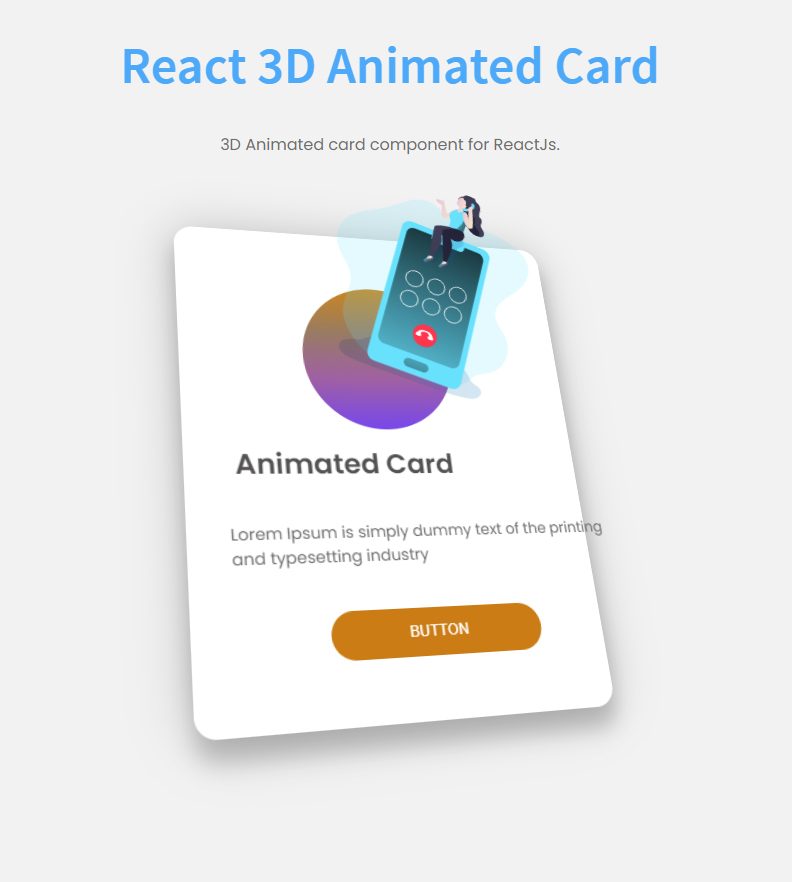 React 3D Animated Card
3D Animated card component for ReactJs.
Animated Card
Lorem Ipsum is simply dummy text of the printing
and typesetting industry
BUTTON